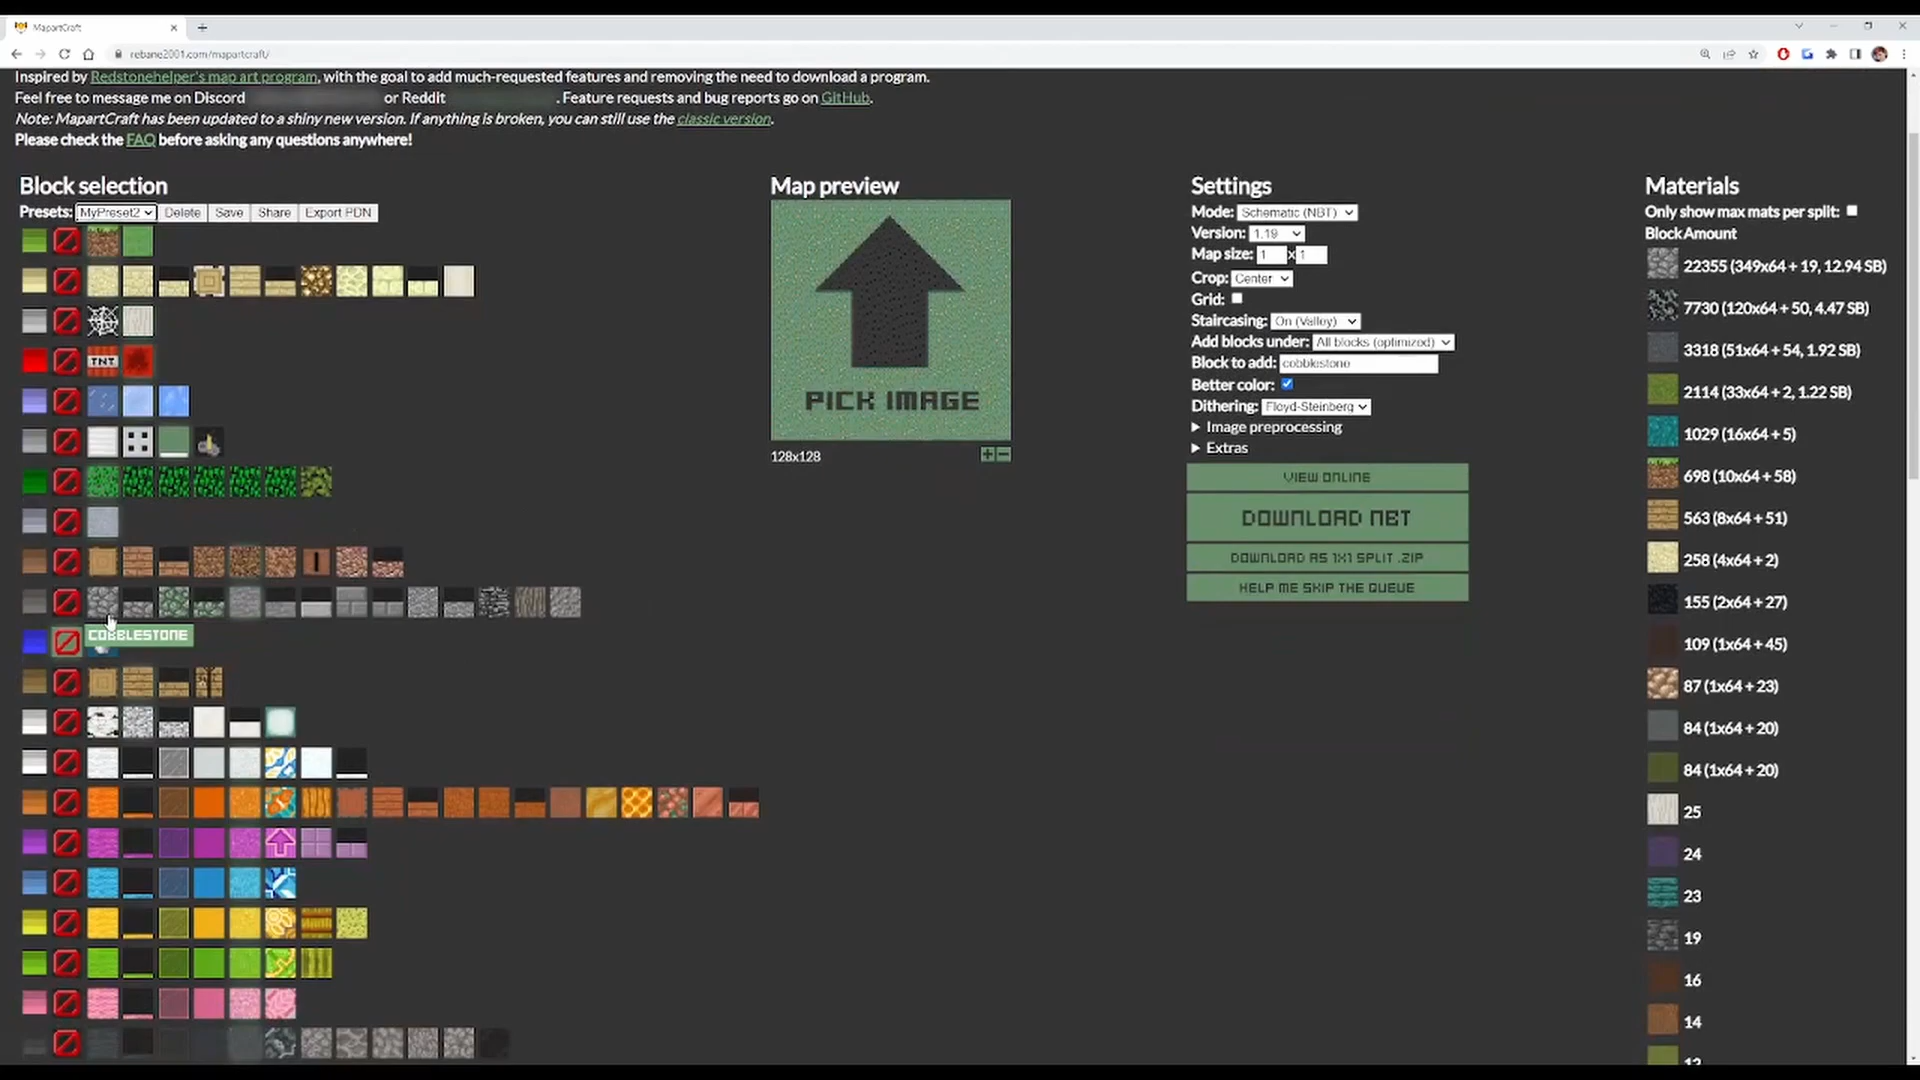 MapartCraft
rebane2001.com/mapartcraft/
Inspired by Redstonehelper's map art program, with the goal to add much-requested features and removing the need to download a program.
Feel free to message me on Discord or Reddit . Feature requests and bug reports go on GitHub.
Note: MapartCraft has been updated to a shiny new version. If anything is broken, you can still use the classic version.
Please check the FAQ before asking any questions anywhere!
Block selection
Presets: MyPreset2 Delete Save Share Export PDN
TNT
COBBLESTONE
Map preview
PICK IMAGE
128x128
+ −
Settings
Mode: Schematic (NBT)
Version: 1.19
Map size: 1 x 1
Crop: Center
Grid:
Staircasing: On (Valley)
Add blocks under: All blocks (optimized)
Block to add: cobblestone
Better color:
Dithering: Floyd-Steinberg
Image preprocessing
Extras
VIEW ONLINE
DOWNLOAD NBT
DOWNLOAD AS 1X1 SPLIT .ZIP
HELP ME SKIP THE QUEUE
Materials
Only show max mats per split:
Block Amount
22355 (349x64 + 19, 12.94 SB)
7730 (120x64 + 50, 4.47 SB)
3318 (51x64 + 54, 1.92 SB)
2114 (33x64 + 2, 1.22 SB)
1029 (16x64 + 5)
698 (10x64 + 58)
563 (8x64 + 51)
258 (4x64 + 2)
155 (2x64 + 27)
109 (1x64 + 45)
87 (1x64 + 23)
84 (1x64 + 20)
84 (1x64 + 20)
25
24
23
19
16
14